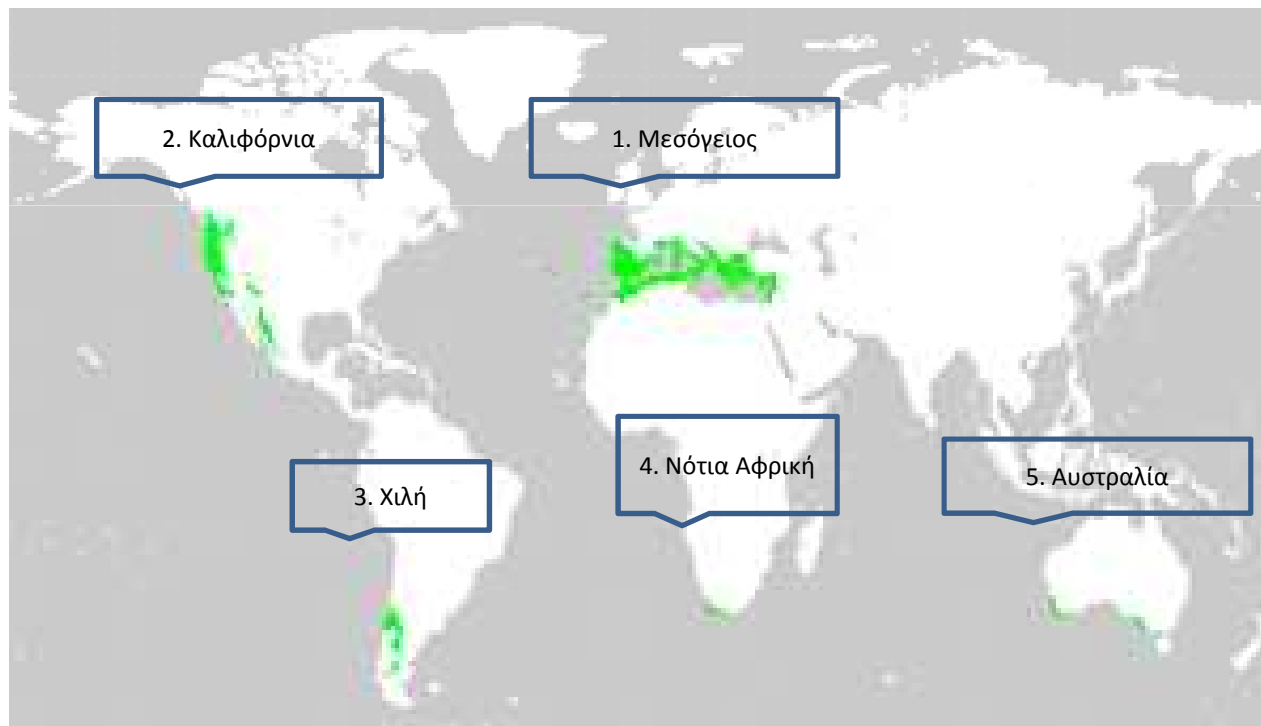 2. Καλιφόρνια
1. Μεσόγειος
3. Χιλή
4. Νότια Αφρική
5. Αυστραλία